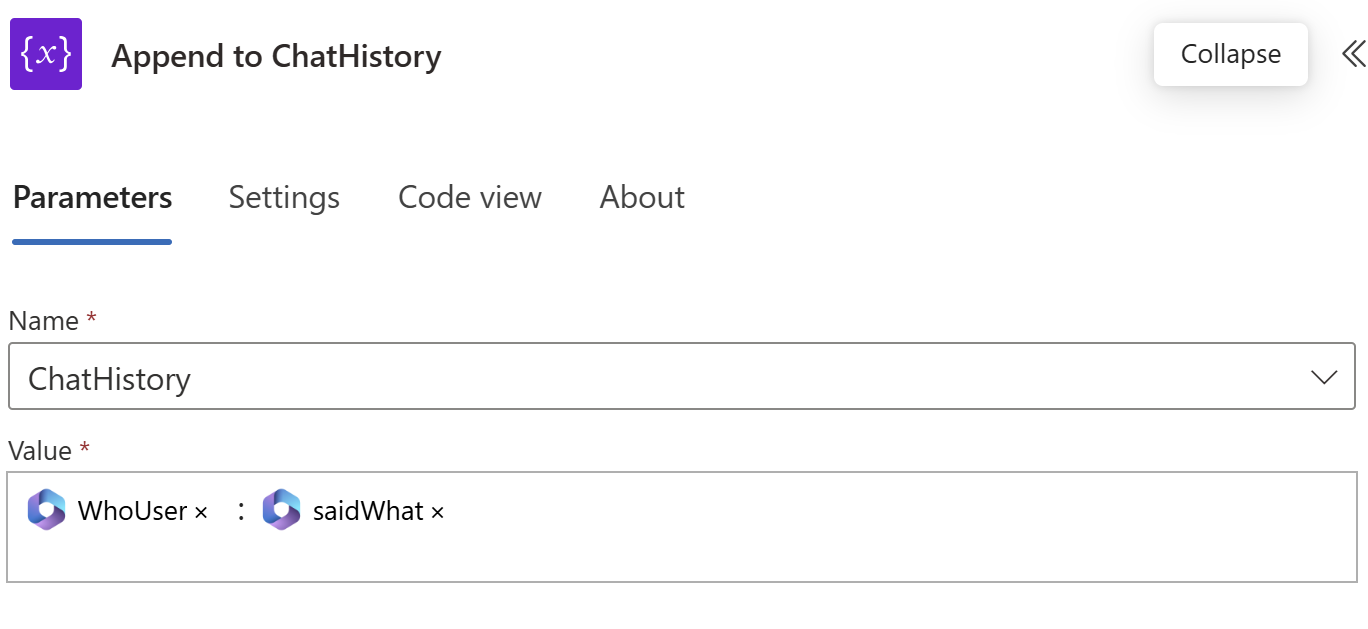 {x} Append to ChatHistory Collapse
Parameters Settings Code view About
Name *
ChatHistory
Value *
WhoUser × : saidWhat ×